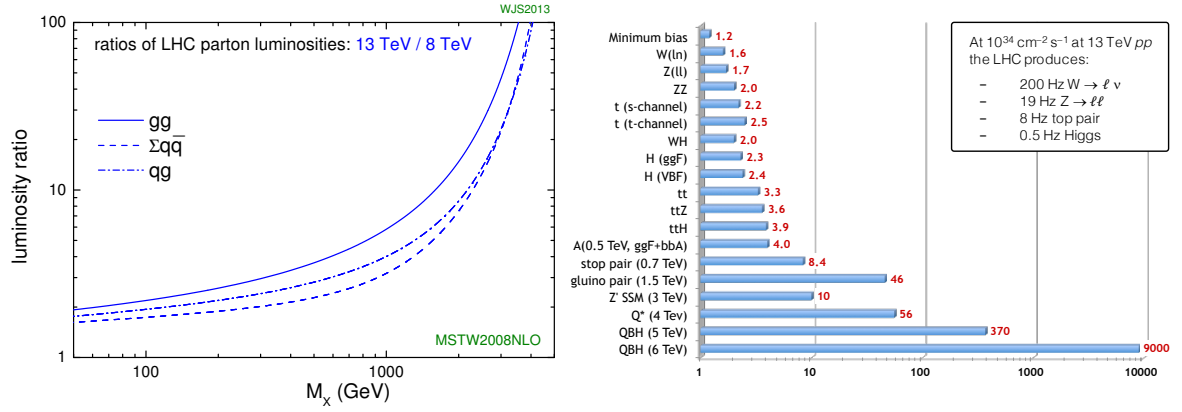 WJS2013
100
10
1
luminosity ratio
ratios of LHC parton luminosities: 13 TeV / 8 TeV
gg
Σqq̅
qg
MSTW2008NLO
100
1000
M_X (GeV)
Minimum bias 1.2
W(ln) 1.6
Z(ll) 1.7
ZZ 2.0
t (s-channel) 2.2
t (t-channel) 2.5
WH 2.0
H (ggF) 2.3
H (VBF) 2.4
tt 3.3
ttZ 3.6
ttH 3.9
A(0.5 TeV, ggF+bbA) 4.0
stop pair (0.7 TeV) 8.4
gluino pair (1.5 TeV) 46
Z' SSM (3 TeV) 10
Q* (4 Tev) 56
QBH (5 TeV) 370
QBH (6 TeV) 9000
1 10 100 1000 10000
At 10³⁴ cm⁻² s⁻¹ at 13 TeV pp
the LHC produces:
– 200 Hz W → ℓ ν
– 19 Hz Z → ℓℓ
– 8 Hz top pair
– 0.5 Hz Higgs